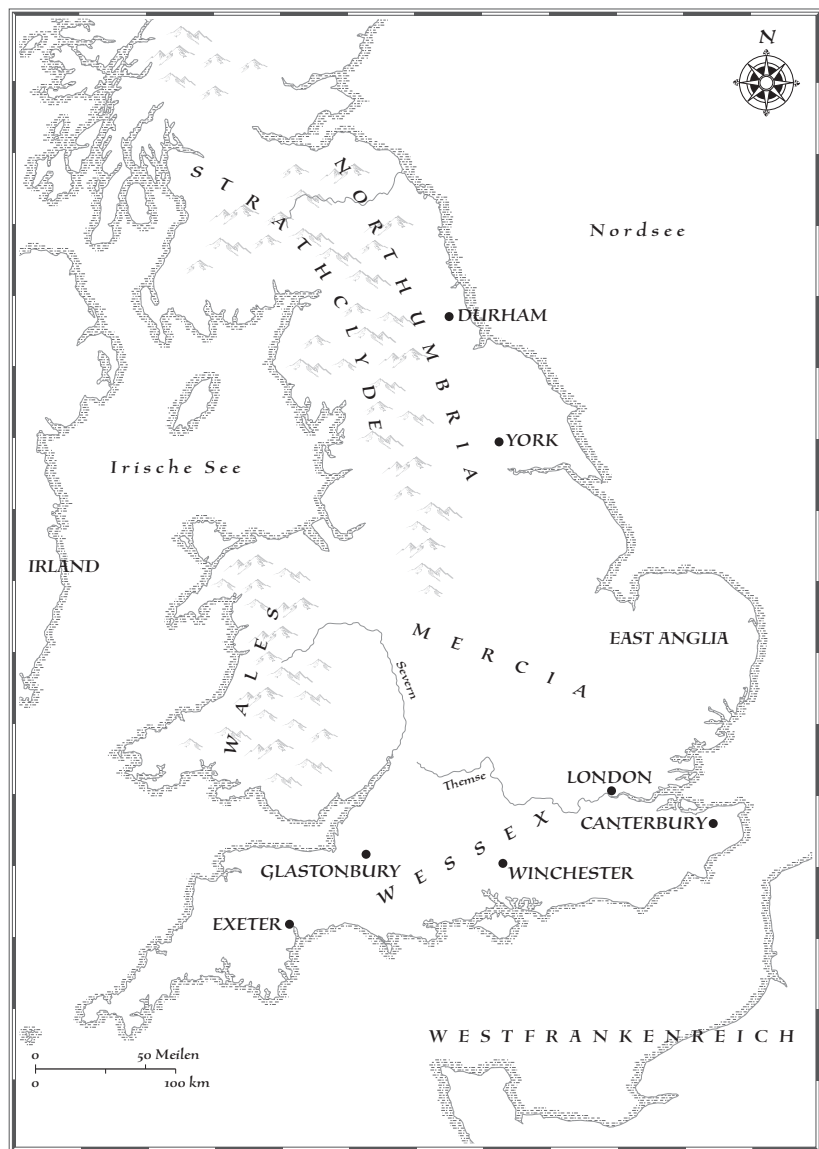 N
Nordsee
STRATHCLYDE
NORTHUMBRIA
DURHAM
YORK
Irische See
IRLAND
WALES
MERCIA
EAST ANGLIA
Severn
Themse
LONDON
CANTERBURY
WESSEX
GLASTONBURY
WINCHESTER
EXETER
WESTFRANKENREICH
0 50 Meilen
0 100 km